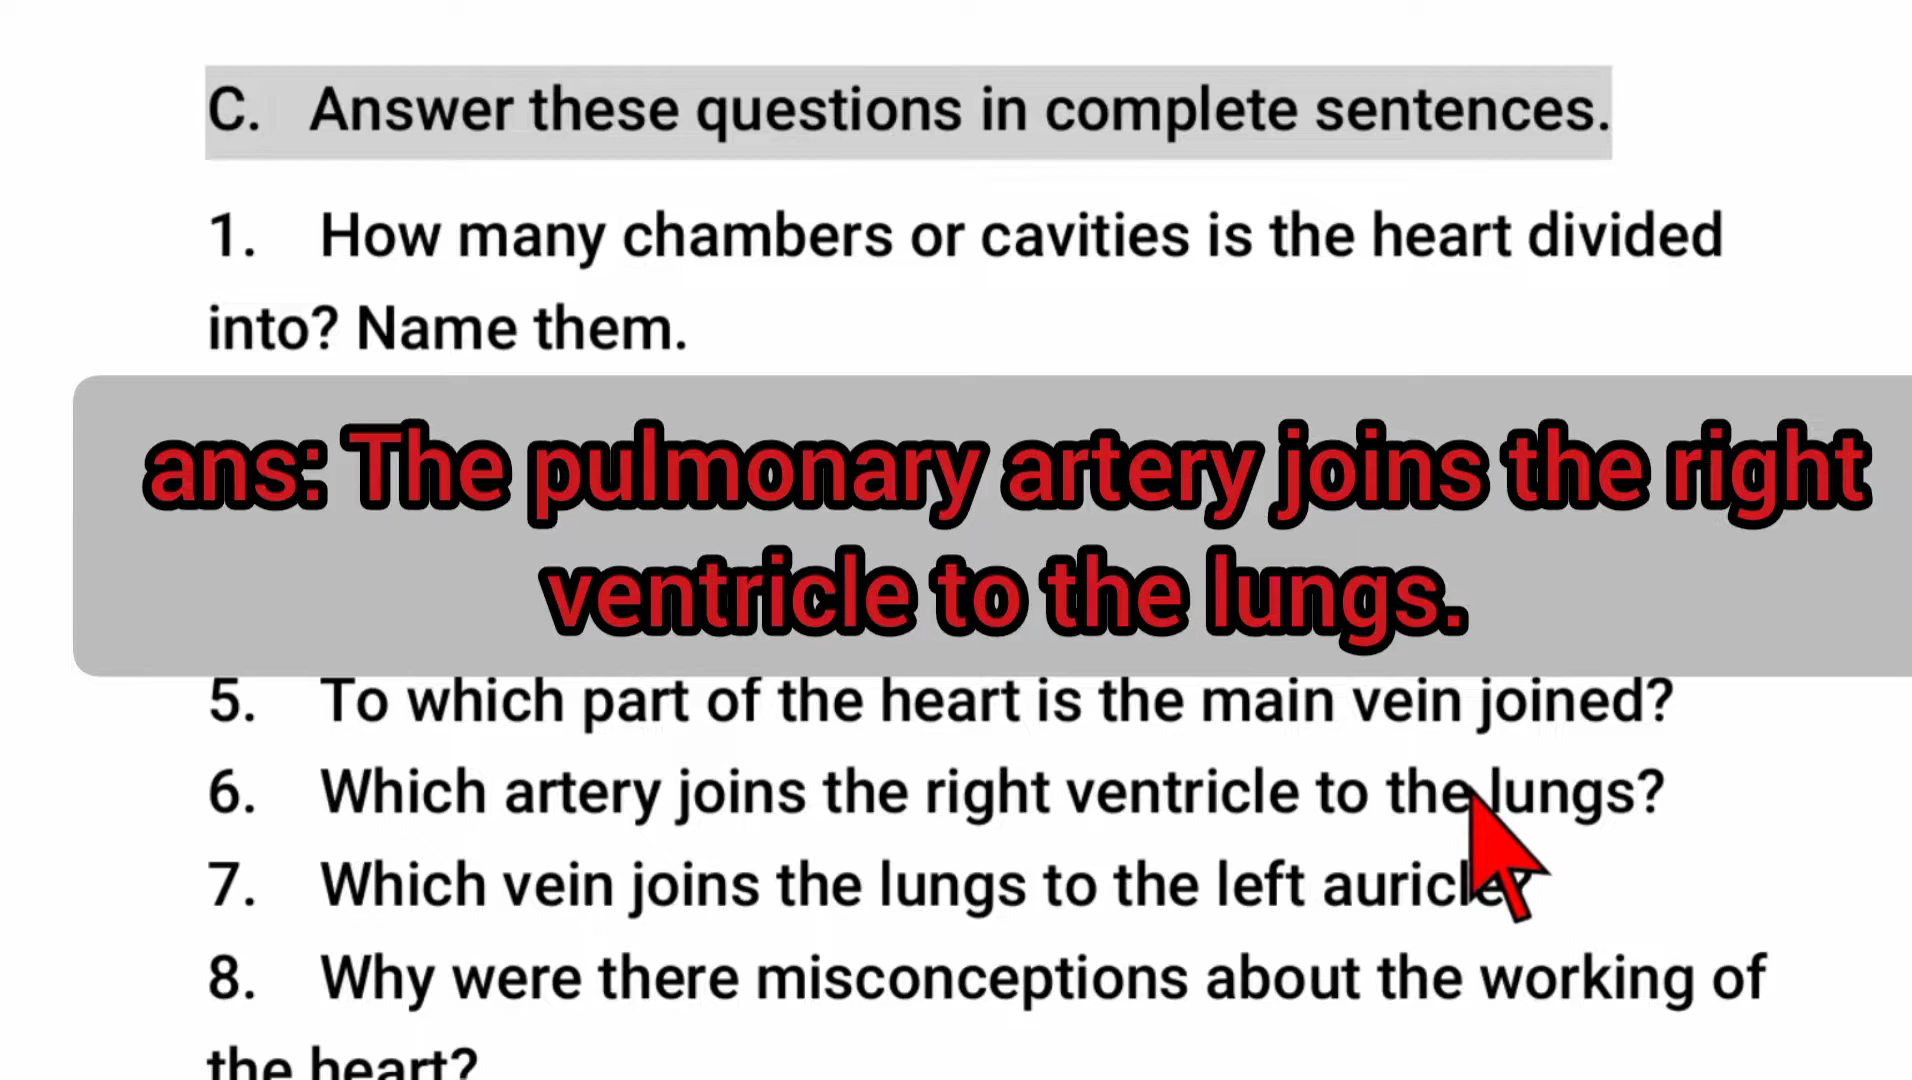 C. Answer these questions in complete sentences.
1. How many chambers or cavities is the heart divided
into? Name them.
ans: The pulmonary artery joins the right
ventricle to the lungs.
5. To which part of the heart is the main vein joined?
6. Which artery joins the right ventricle to the lungs?
7. Which vein joins the lungs to the left auricle?
8. Why were there misconceptions about the working of
the heart?